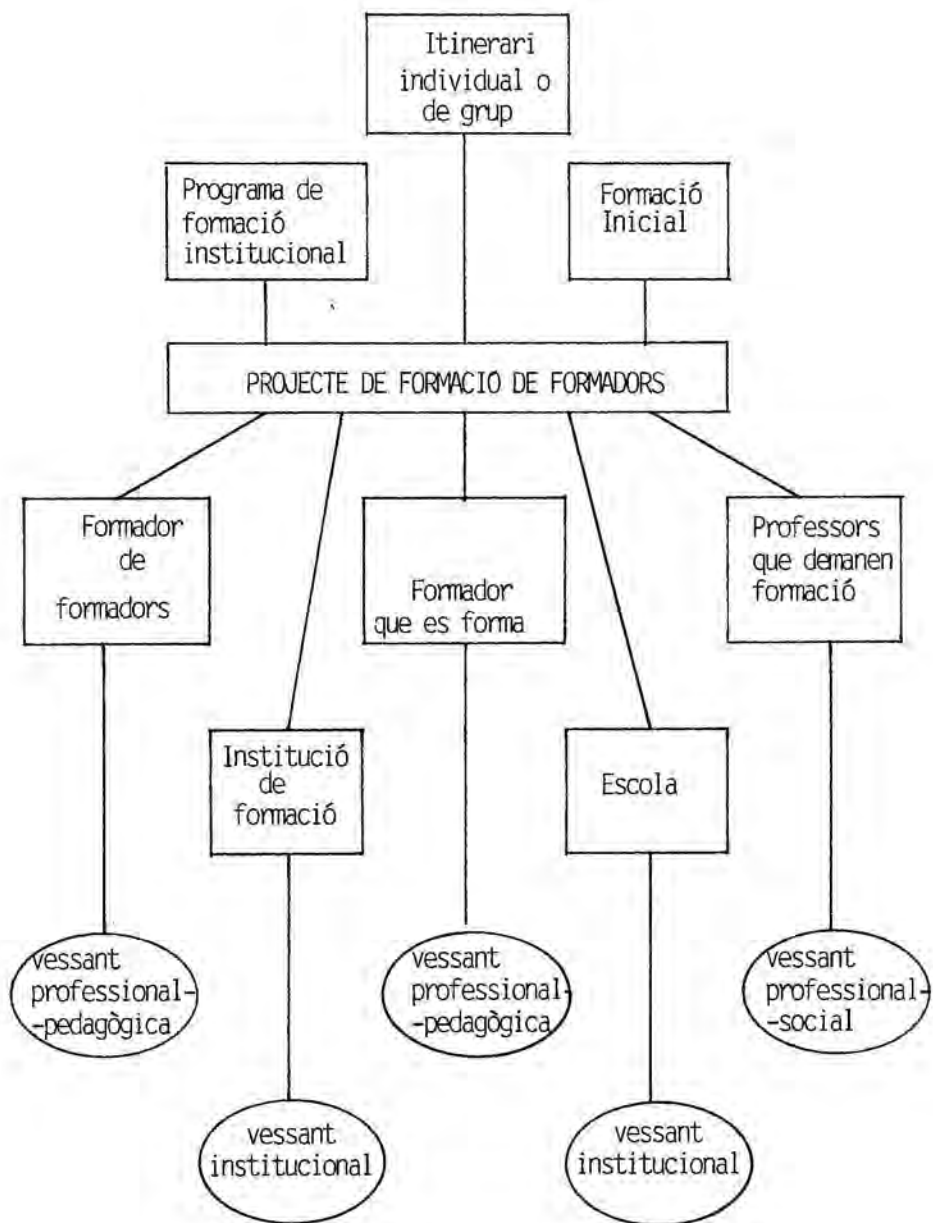 Itinerari
individual o
de grup
Programa de
formació
institucional
Formació
Inicial
PROJECTE DE FORMACIÓ DE FORMADORS
Formador
de
formadors
Formador
que es forma
Professors
que demanen
formació
Institució
de
formació
Escola
vessant
professional-
-pedagògica
vessant
professional-
-pedagògica
vessant
professional-
-social
vessant
institucional
vessant
institucional